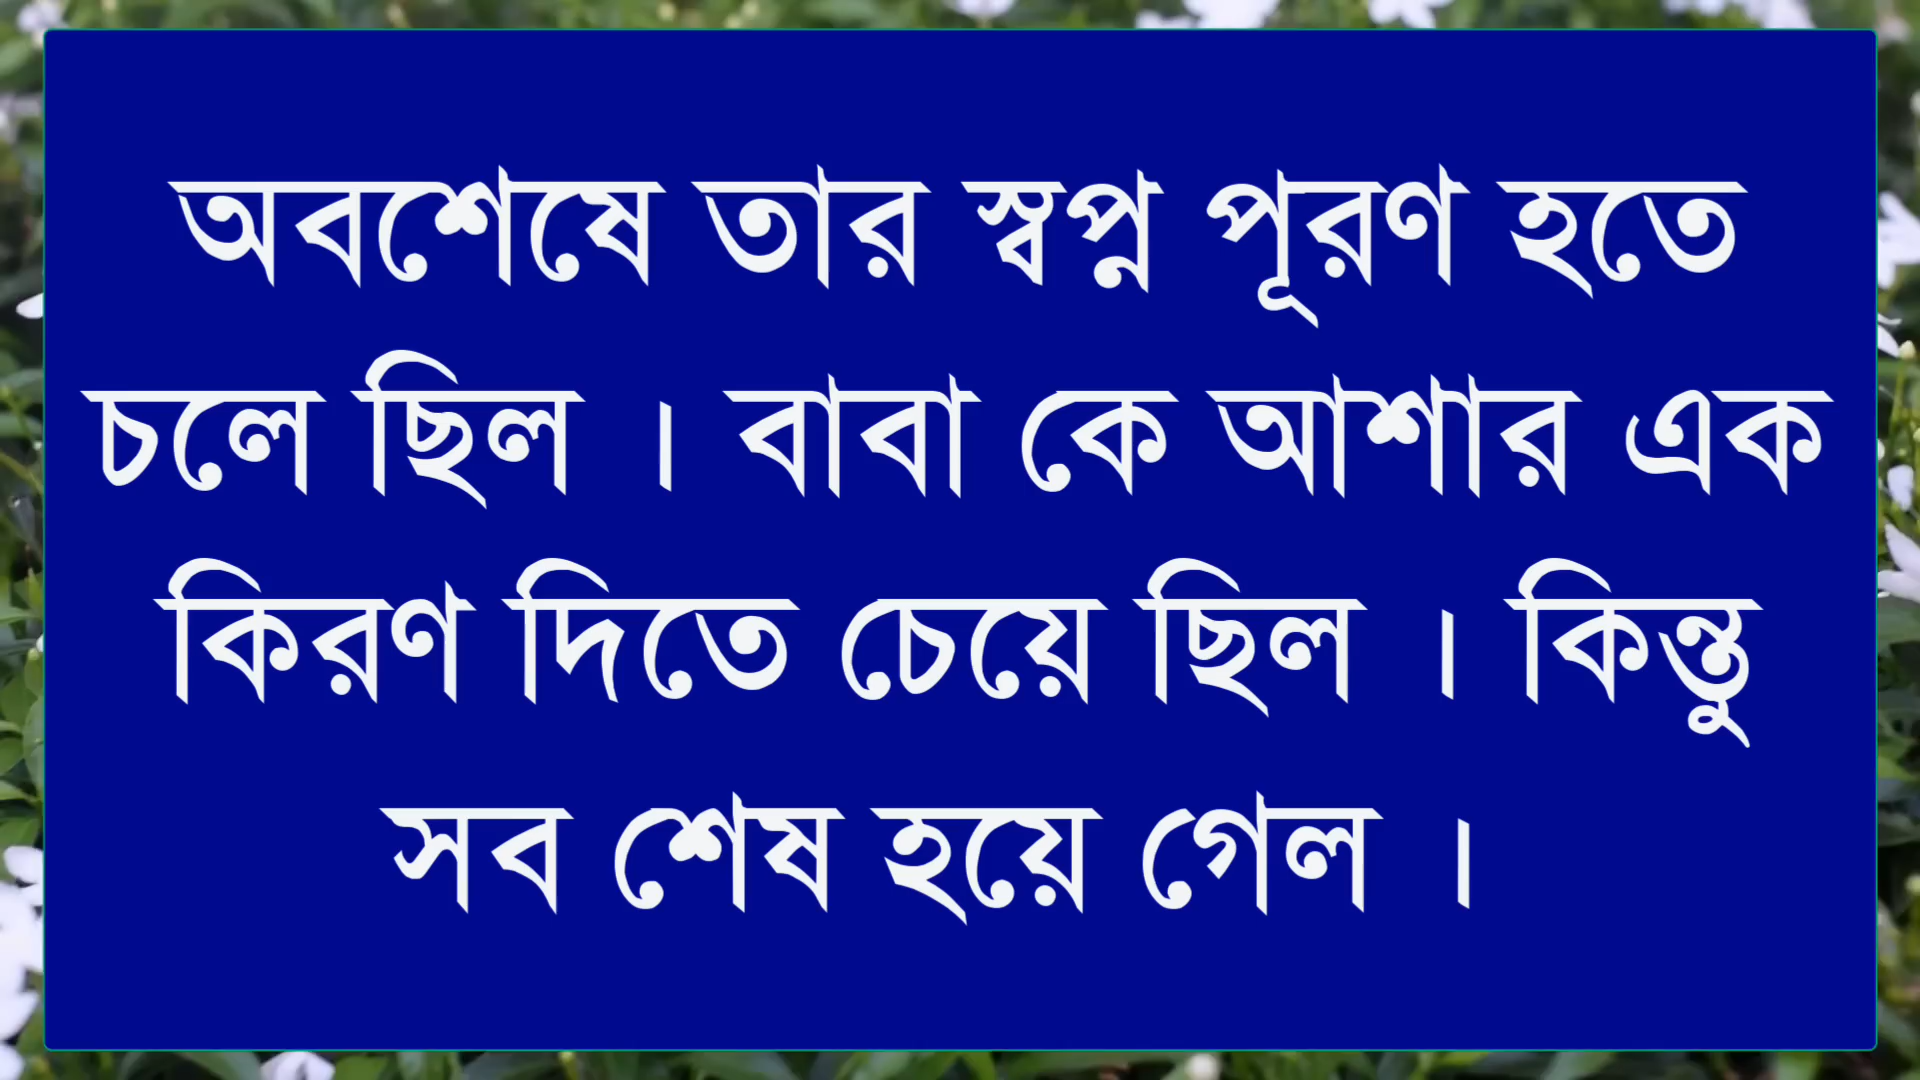 অবশেষে তার স্বপ্ন পূরণ হতে
চলে ছিল । বাবা কে আশার এক
কিরণ দিতে চেয়ে ছিল । কিন্তু
সব শেষ হয়ে গেল ।